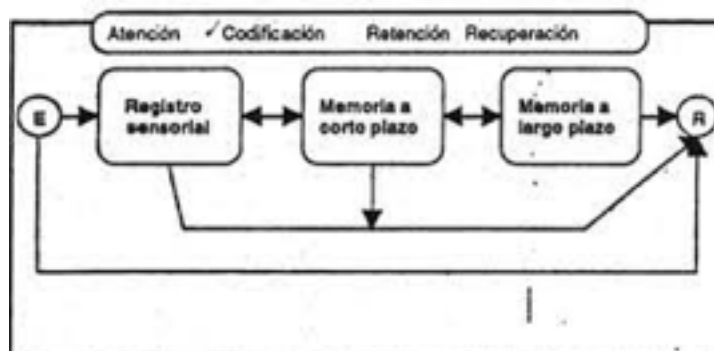 Atención ✓Codificación Retención Recuperación
E
Registro
sensorial
Memoria a
corto plazo
Memoria a
largo plazo
R